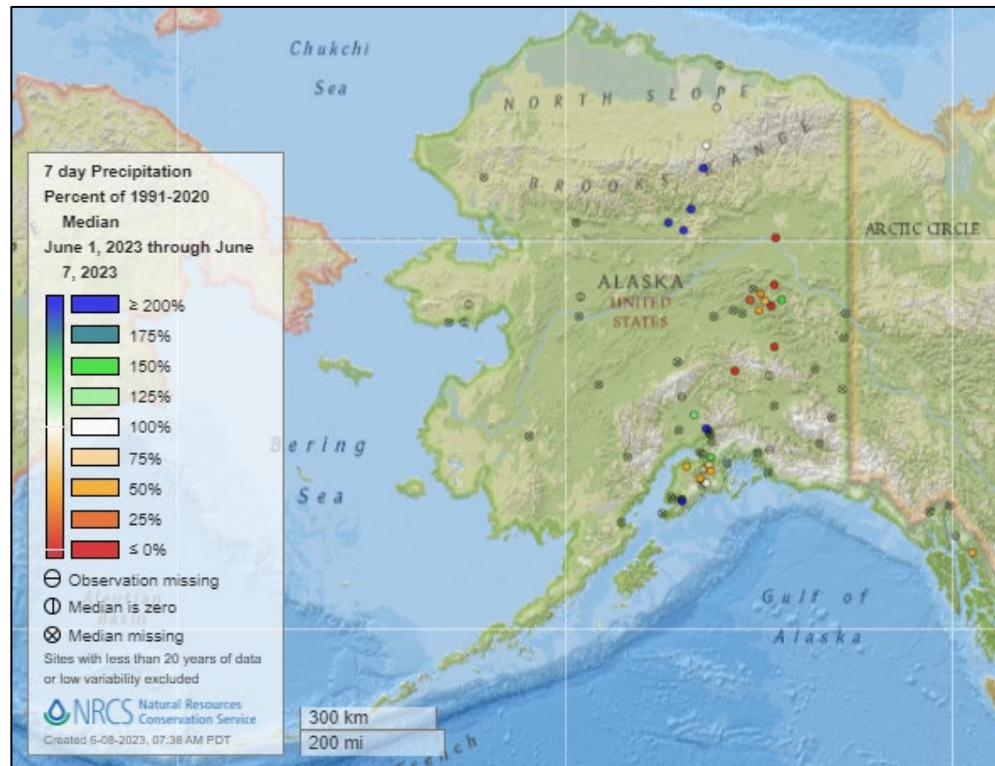 Chukchi
Sea
NORTH SLOPE
BROOKS RANGE
ARCTIC CIRCLE
ALASKA
UNITED
STATES
Bering
Sea
Gulf of
Alaska
7 day Precipitation
Percent of 1991-2020
Median
June 1, 2023 through June
7, 2023
≥ 200%
175%
150%
125%
100%
75%
50%
25%
≤ 0%
Observation missing
Median is zero
Median missing
Sites with less than 20 years of data
or low variability excluded
NRCS Natural Resources
Conservation Service
Created 6-08-2023, 07:38 AM PDT
Aleutian
Basin
300 km
200 mi